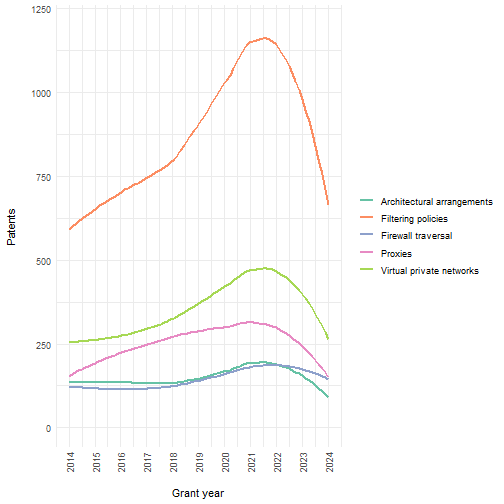 1250
1000
750
500
250
0
Patents
2014
2015
2016
2017
2018
2019
2020
2021
2022
2023
2024
Grant year
Architectural arrangements
Filtering policies
Firewall traversal
Proxies
Virtual private networks